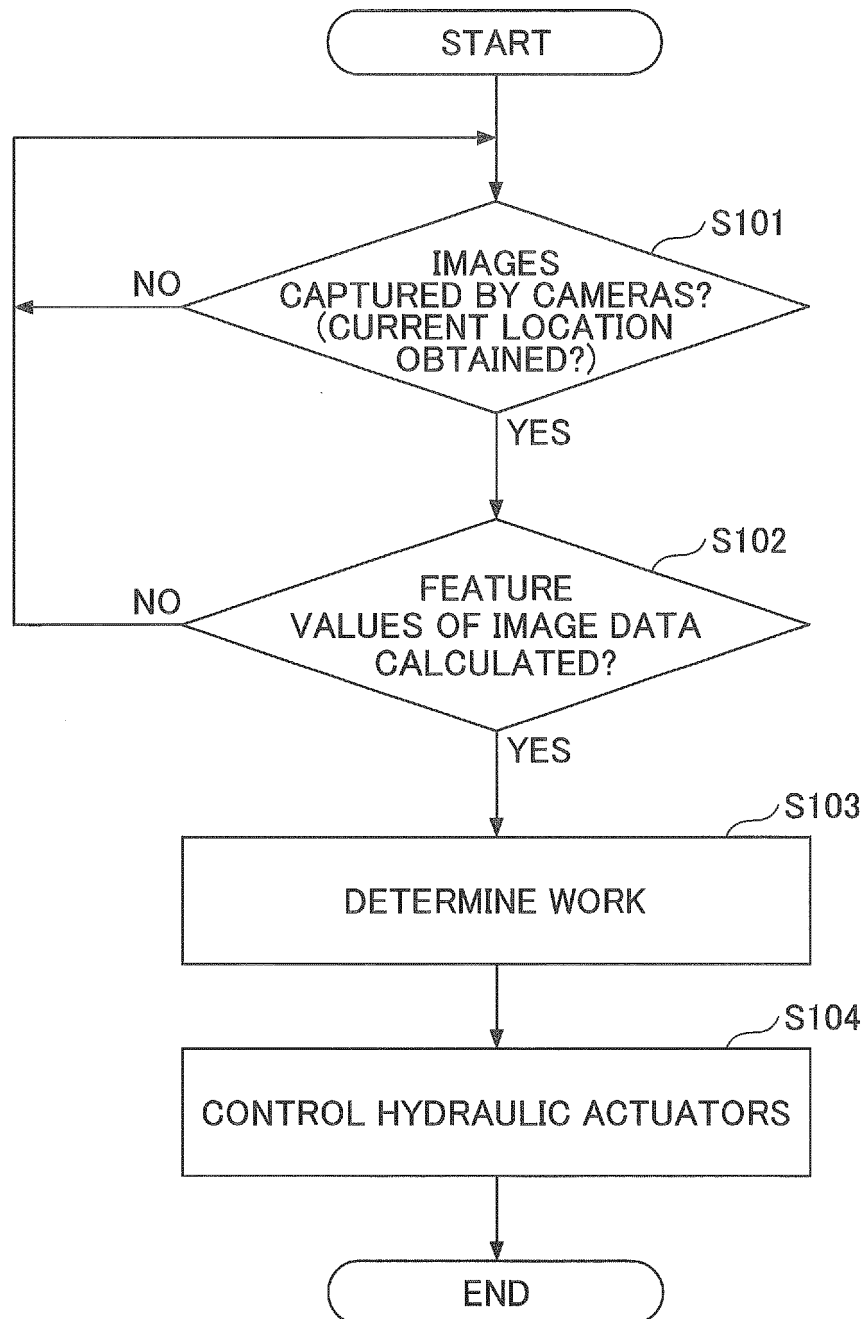 START
S101
IMAGES
CAPTURED BY CAMERAS?
(CURRENT LOCATION
OBTAINED?)
NO
YES
S102
FEATURE
VALUES OF IMAGE DATA
CALCULATED?
NO
YES
S103
DETERMINE WORK
S104
CONTROL HYDRAULIC ACTUATORS
END